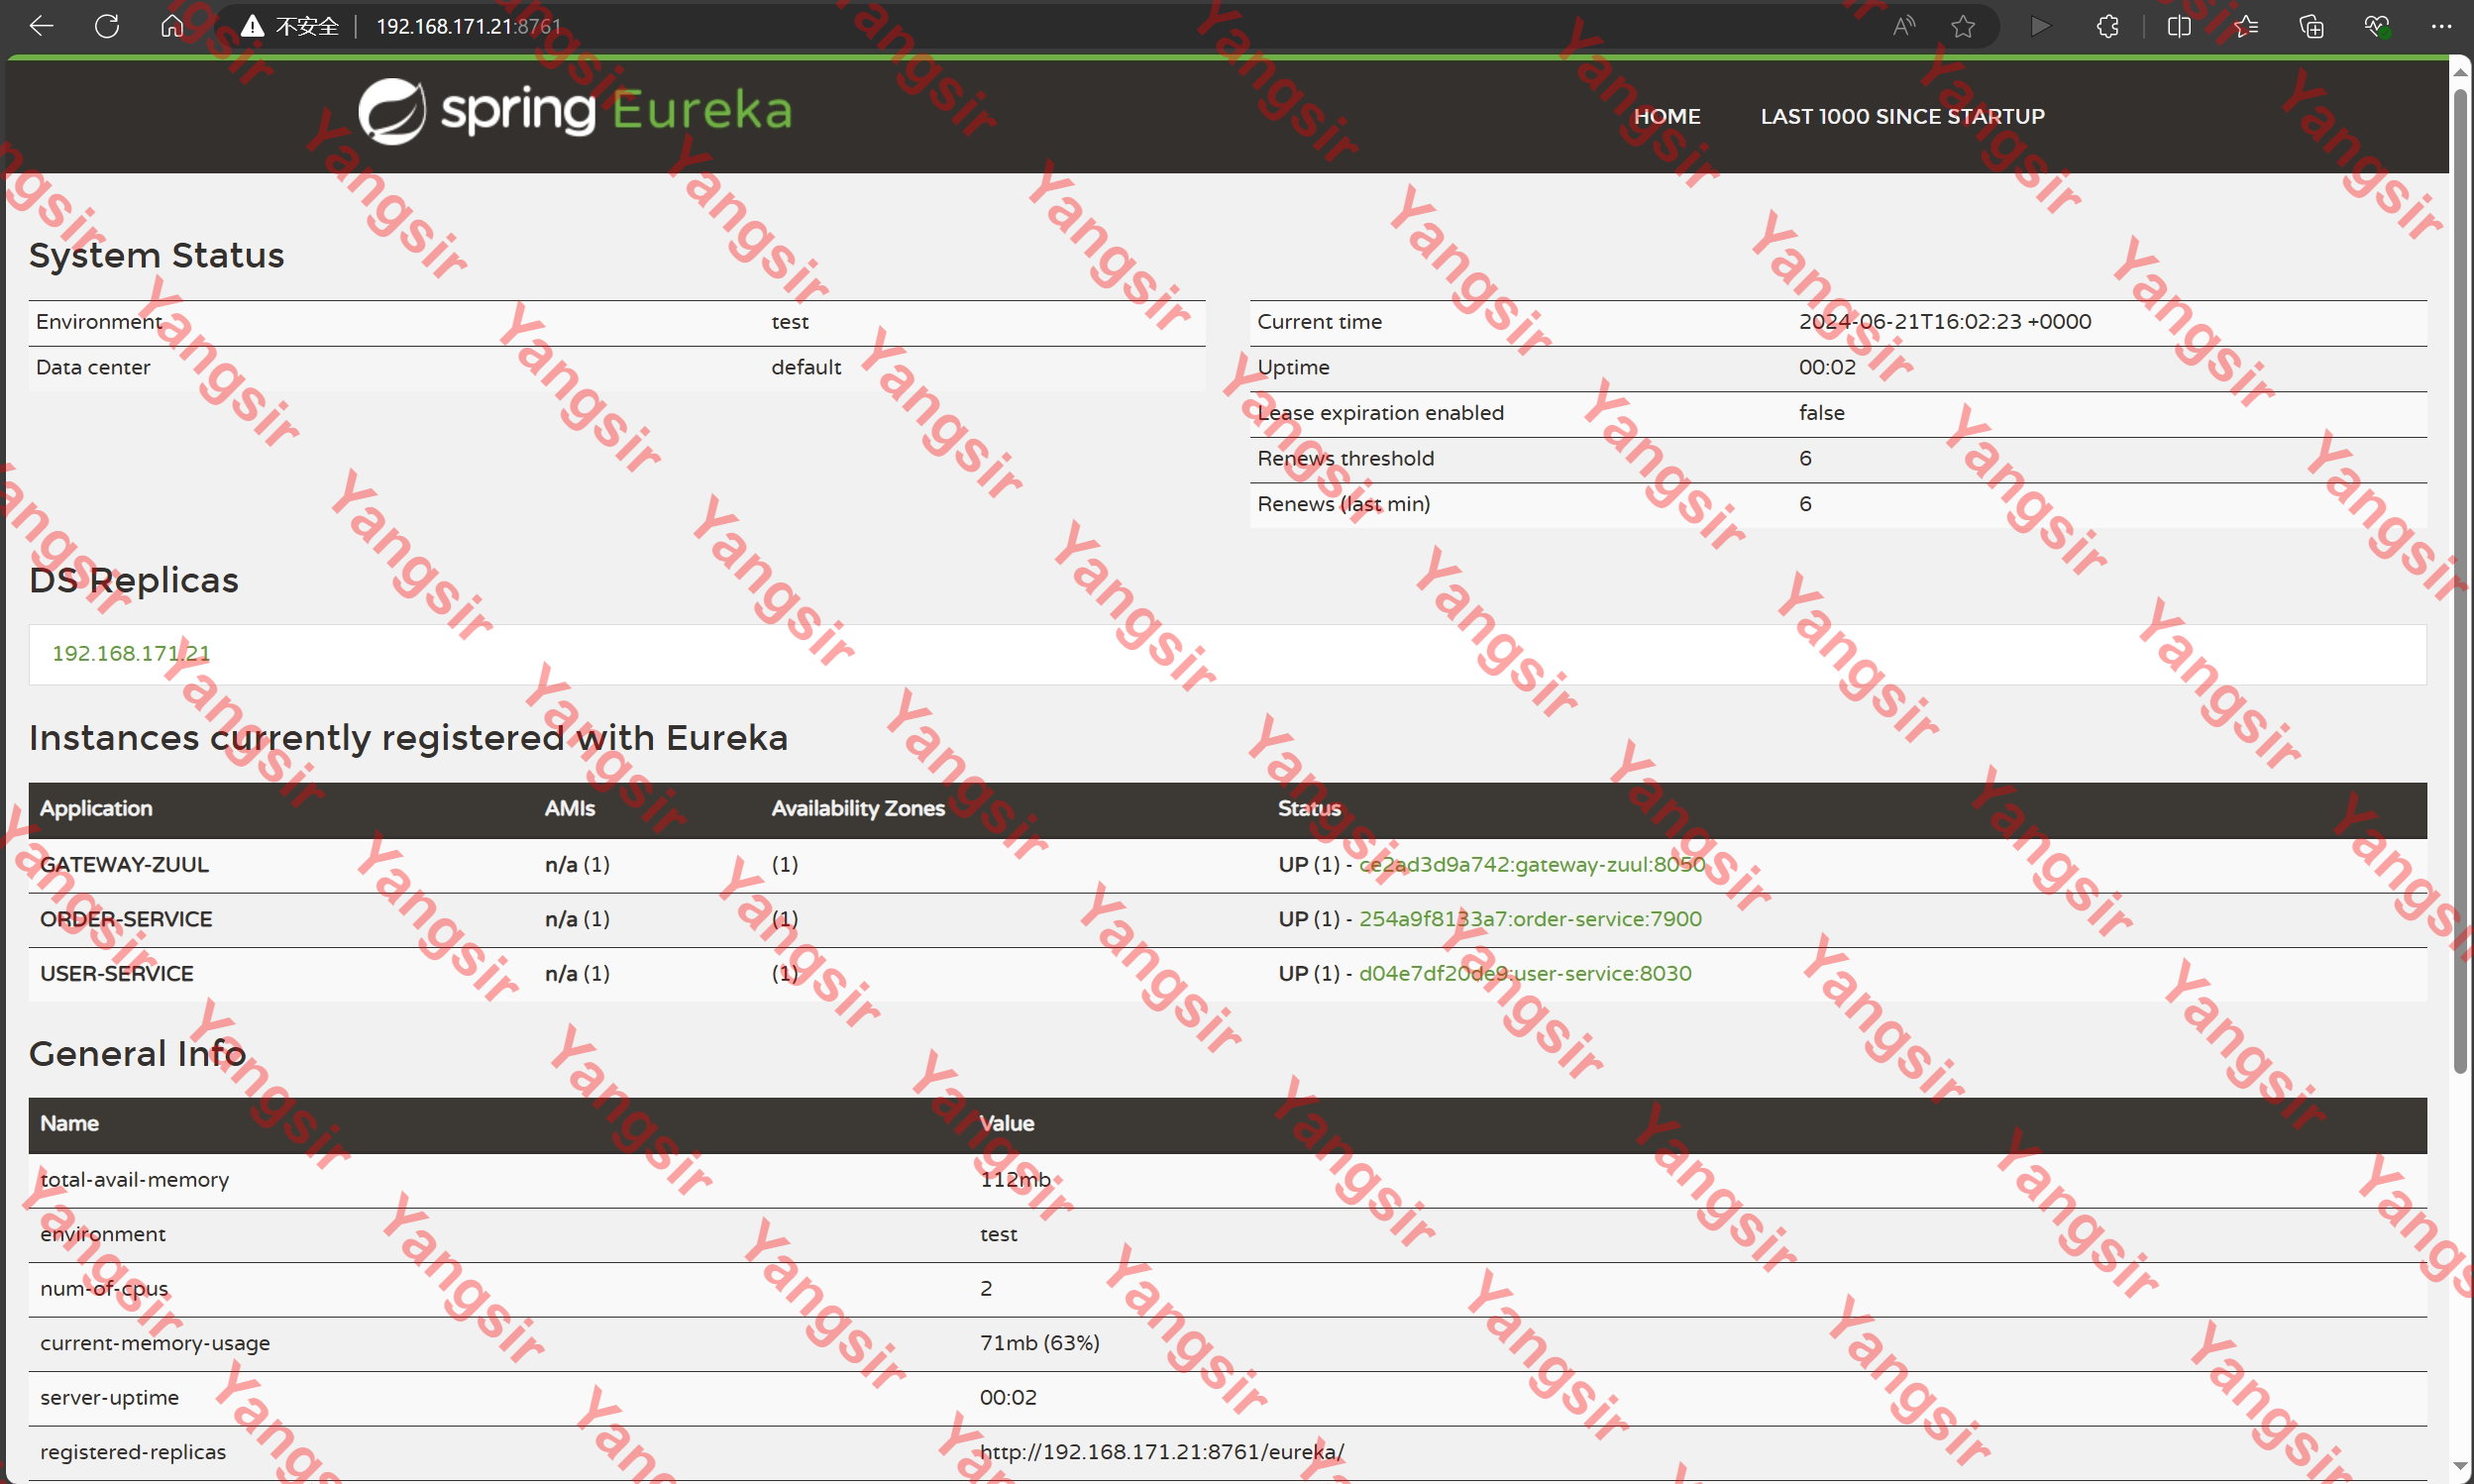 不安全 192.168.171.21:8761
spring Eureka
HOME LAST 1000 SINCE STARTUP
System Status
Environment test
Data center default
Current time 2024-06-21T16:02:23 +0000
Uptime 00:02
Lease expiration enabled false
Renews threshold 6
Renews (last min) 6
DS Replicas
192.168.171.21
Instances currently registered with Eureka
Application AMIs Availability Zones Status
GATEWAY-ZUUL n/a (1) (1) UP (1) - ce2ad3d9a742:gateway-zuul:8050
ORDER-SERVICE n/a (1) (1) UP (1) - 254a9f8133a7:order-service:7900
USER-SERVICE n/a (1) (1) UP (1) - d04e7df20de9:user-service:8030
General Info
Name Value
total-avail-memory 112mb
environment test
num-of-cpus 2
current-memory-usage 71mb (63%)
server-uptime 00:02
registered-replicas http://192.168.171.21:8761/eureka/
Yangsir